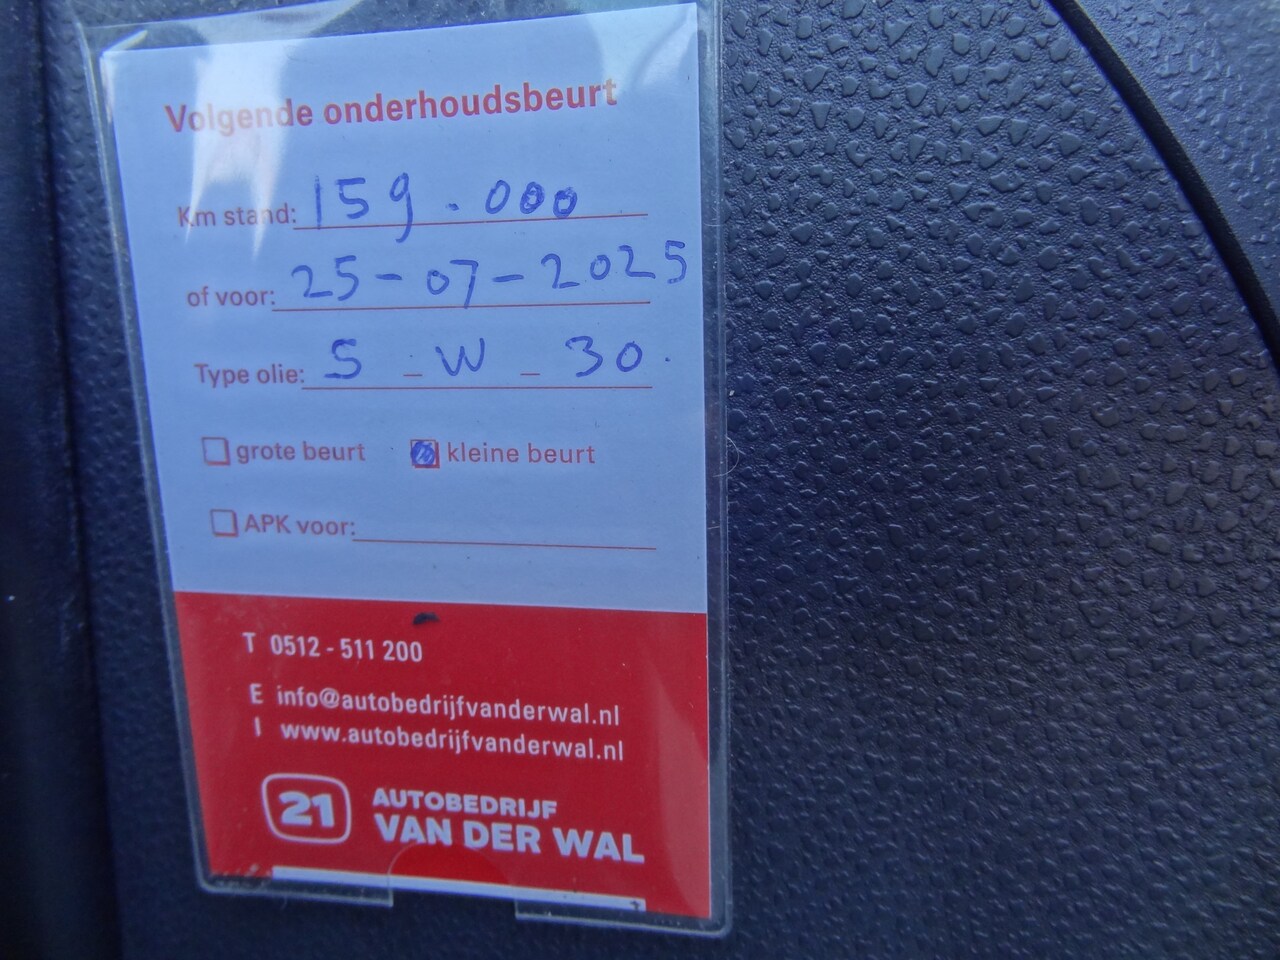 Volgende onderhoudsbeurt
Km stand: 159.000
of voor: 25-07-2025
Type olie: 5 - W - 30.
grote beurt kleine beurt
APK voor:
T 0512 - 511 200
E info@autobedrijfvanderwal.nl
I www.autobedrijfvanderwal.nl
21 AUTOBEDRIJF
VAN DER WAL